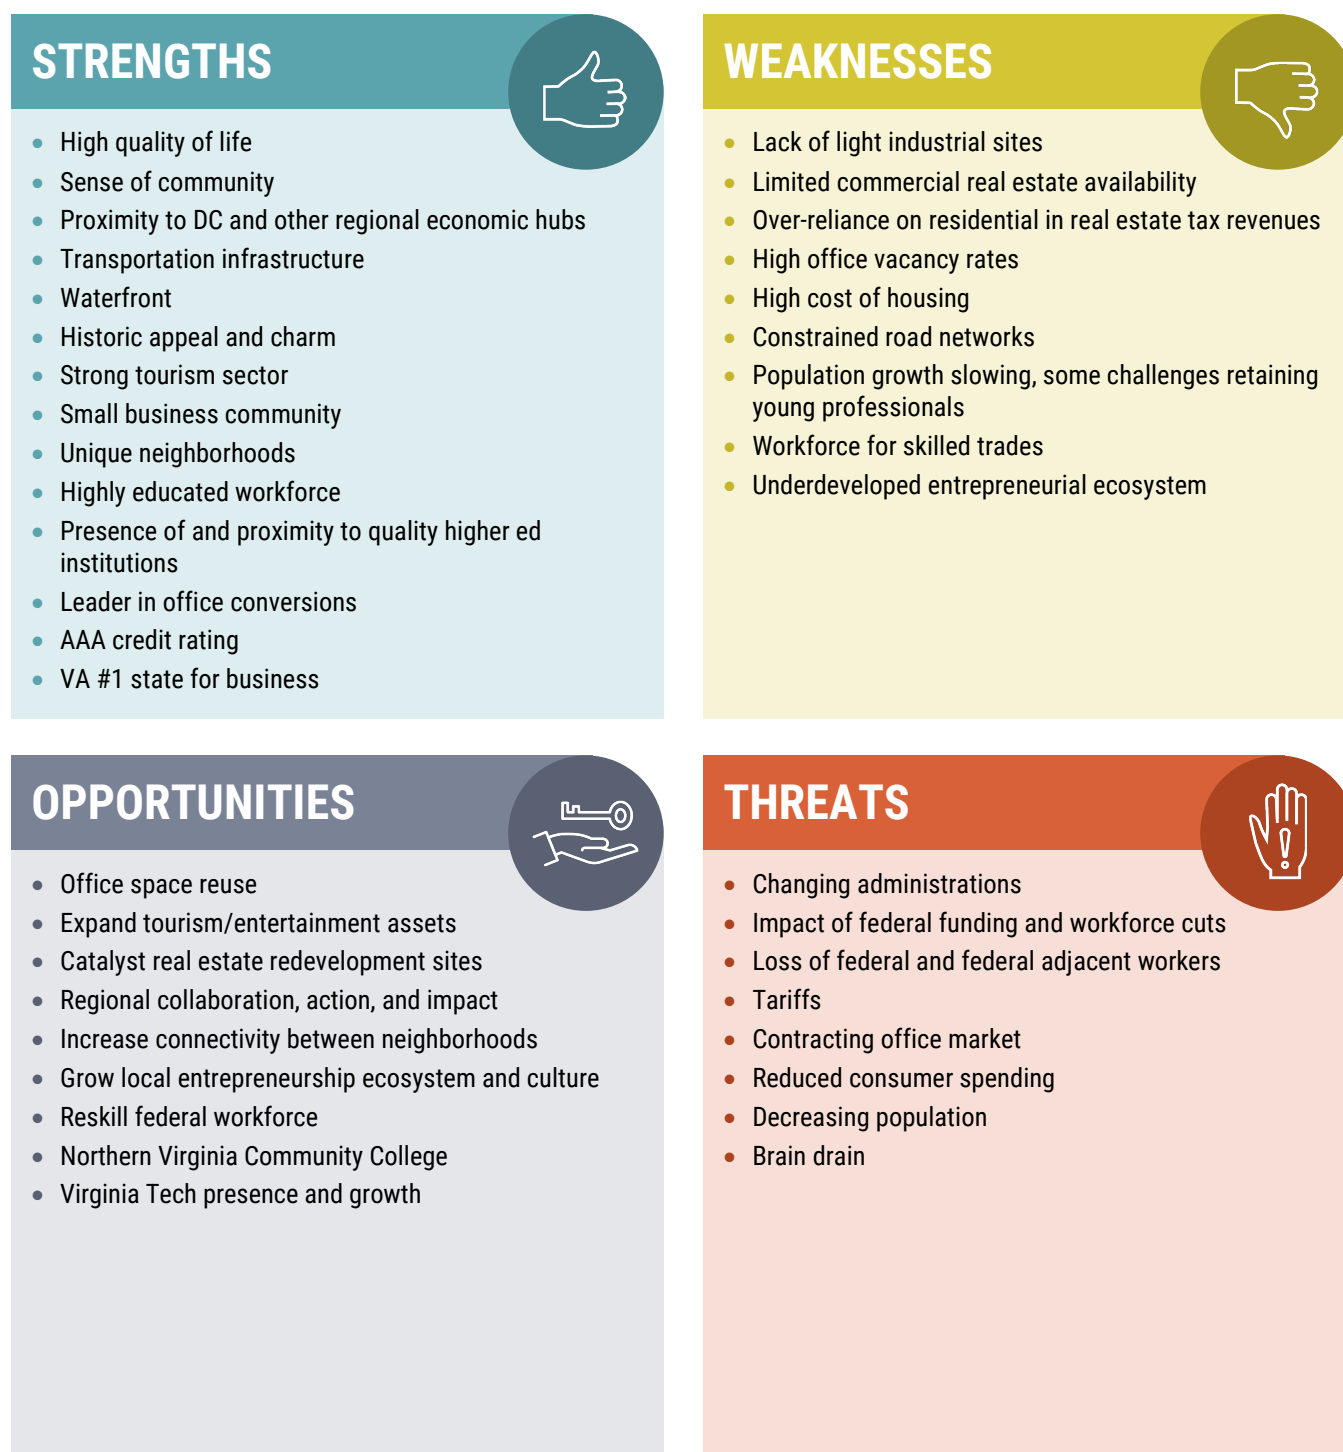 STRENGTHS
• High quality of life
• Sense of community
• Proximity to DC and other regional economic hubs
• Transportation infrastructure
• Waterfront
• Historic appeal and charm
• Strong tourism sector
• Small business community
• Unique neighborhoods
• Highly educated workforce
• Presence of and proximity to quality higher ed
institutions
• Leader in office conversions
• AAA credit rating
• VA #1 state for business
WEAKNESSES
• Lack of light industrial sites
• Limited commercial real estate availability
• Over-reliance on residential in real estate tax revenues
• High office vacancy rates
• High cost of housing
• Constrained road networks
• Population growth slowing, some challenges retaining
young professionals
• Workforce for skilled trades
• Underdeveloped entrepreneurial ecosystem
OPPORTUNITIES
• Office space reuse
• Expand tourism/entertainment assets
• Catalyst real estate redevelopment sites
• Regional collaboration, action, and impact
• Increase connectivity between neighborhoods
• Grow local entrepreneurship ecosystem and culture
• Reskill federal workforce
• Northern Virginia Community College
• Virginia Tech presence and growth
THREATS
• Changing administrations
• Impact of federal funding and workforce cuts
• Loss of federal and federal adjacent workers
• Tariffs
• Contracting office market
• Reduced consumer spending
• Decreasing population
• Brain drain